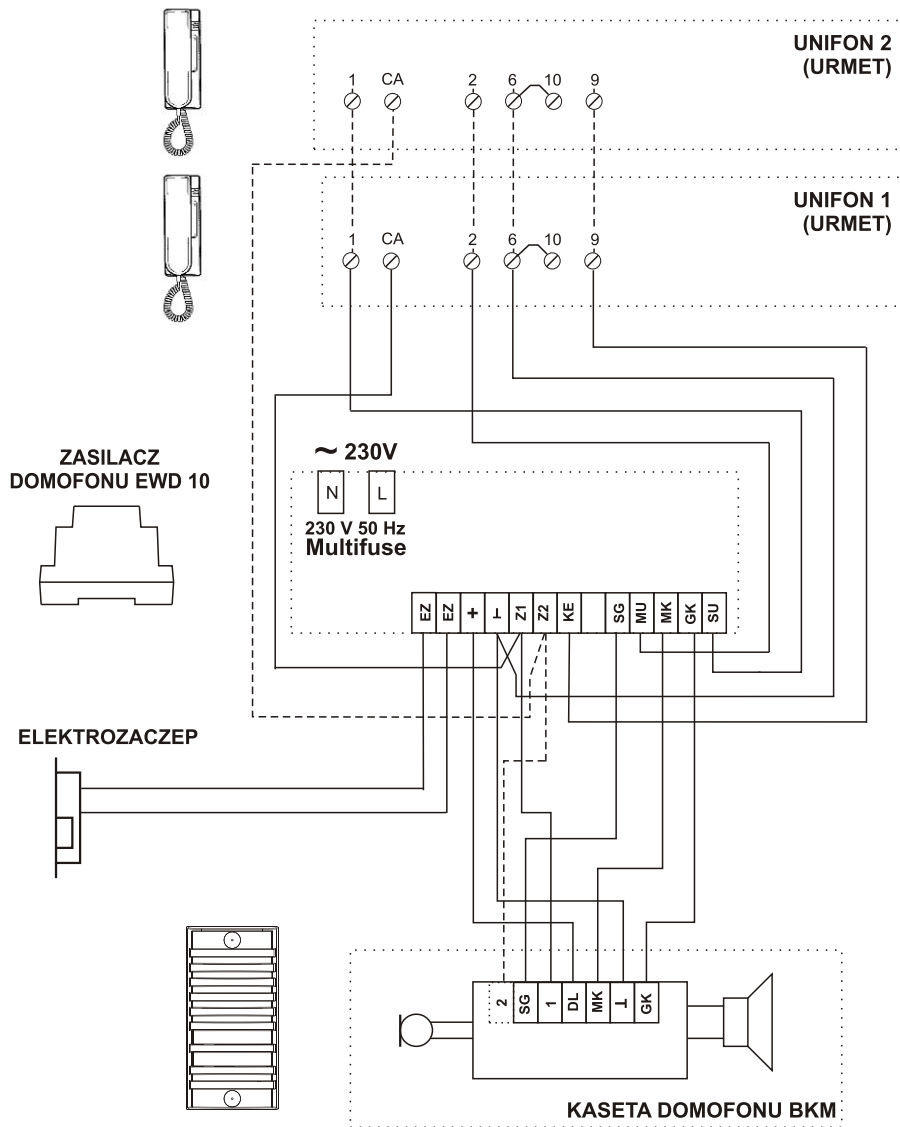 UNIFON 2
(URMET)
1 CA 2 6 10 9
UNIFON 1
(URMET)
1 CA 2 6 10 9
ZASILACZ
DOMOFONU EWD 10
~ 230V
N L
230 V 50 Hz
Multifuse
EZ EZ + ⊥ Z1 Z2 KE SG MU MK GK SU
ELEKTROZACZEP
2 SG 1 DL MK ⊥ GK
KASETA DOMOFONU BKM